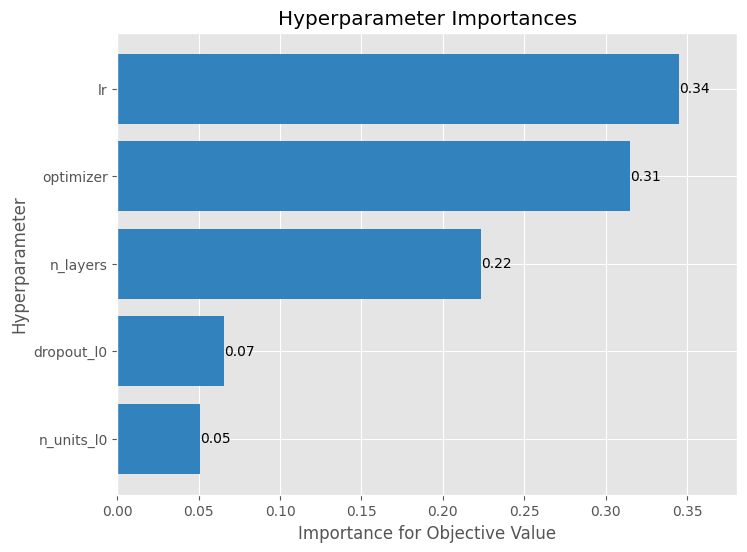 Hyperparameter Importances
Hyperparameter
lr
0.34
optimizer
0.31
n_layers
0.22
dropout_l0
0.07
n_units_l0
0.05
0.00 0.05 0.10 0.15 0.20 0.25 0.30 0.35
Importance for Objective Value